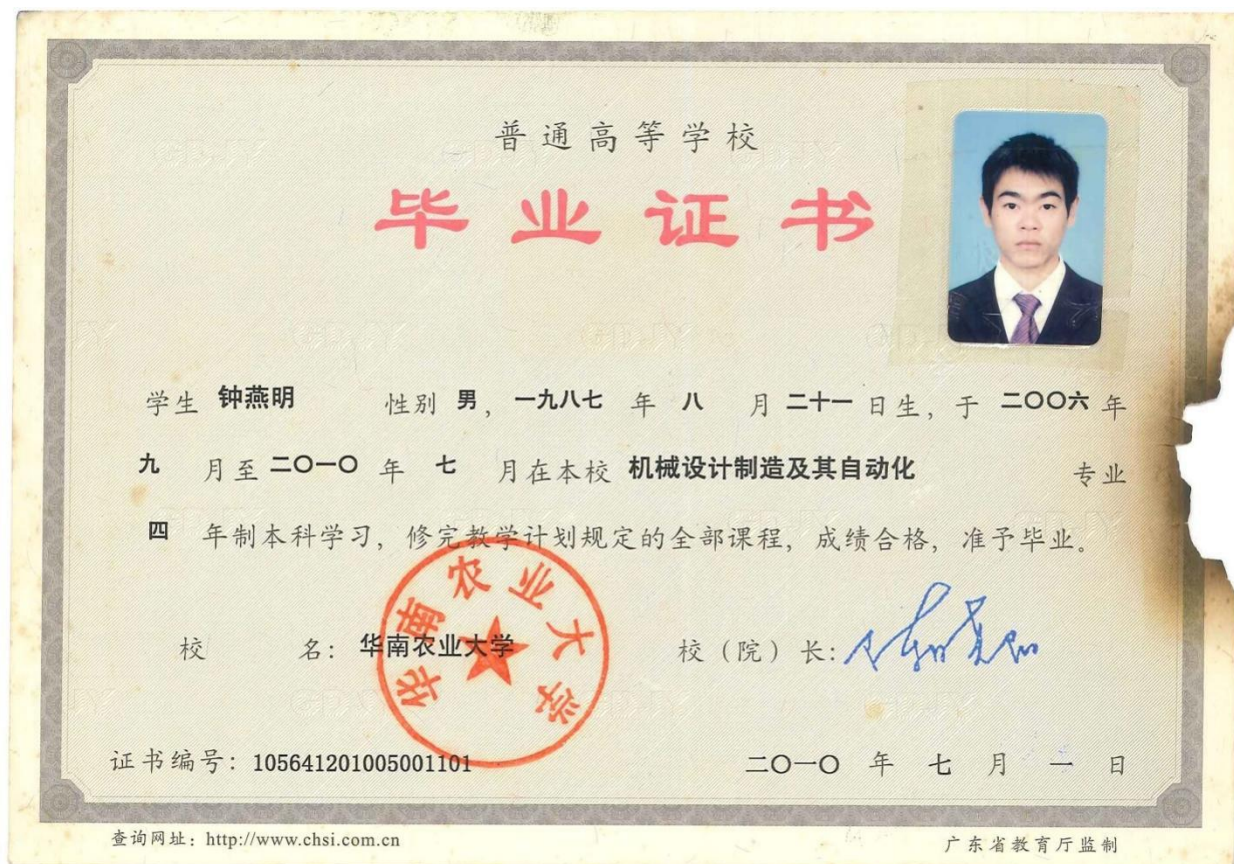 普通高等学校
毕业证书
学生 钟燕明 性别 男，一九八七 年 八 月 二十一 日生，于 二〇〇六 年
九 月至 二〇一〇 年 七 月在本校 机械设计制造及其自动化 专业
四 年制本科学习，修完教学计划规定的全部课程，成绩合格，准予毕业。
华南农业大学
校 名：华南农业大学 校（院）长：
证书编号：105641201005001101 二〇一〇 年 七 月 一 日
查询网址：http://www.chsi.com.cn 广东省教育厅监制